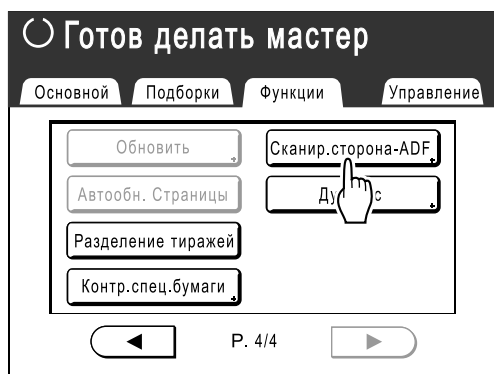 Готов делать мастер
Основной Подборки Функции Управление
Обновить Сканир.сторона-ADF
Автообн. Страницы
Разделение тиражей
Контр.спец.бумаги
P. 4/4